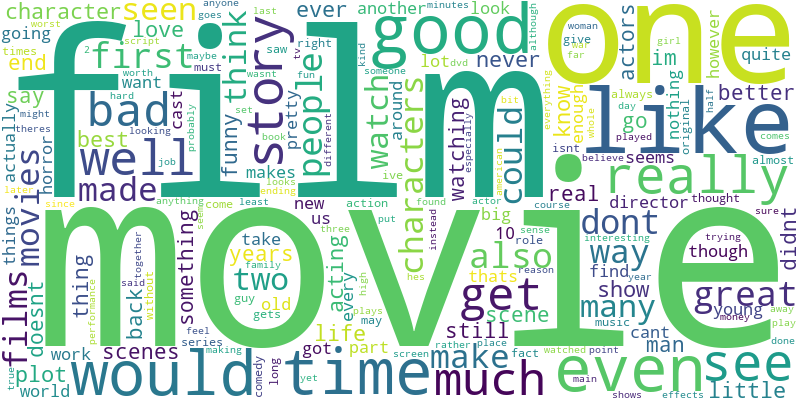 character
going
times
end
say
actually
might
theres
horror
movies
later
since
things
films
doesnt
plot
world
true
anyone
goes
worst
script
seen
2
maybe
first
must
worth
want
hard
bad
cast
looking
best
probably
well
job
made
anything
seems
thing
scenes
work
back
said
together
without
performance
something
feel
series
making
film
love
last
saw
think
wasnt
set
funny
book
makes
looks
ending
come
least
take
years
family
two
guy
old
gets
would
comedy
long
yet
ever
right
tv
fun
story
pretty
people
different
new
us
action
three
acting
every
high
life
got
part
may
plays
time
another
minutes
kind
someone
good
look
lot
dvd
never
watch
around
ive
found
put
characters
hes
still
screen
rather
make
fact
watched
much
watching
especially
actor
instead
also
get
thats
scene
place
reason
although
bit
could
american
course
big
10
role
sense
one
woman
give
war
far
girl
actors
im
however
quite
like
everything
know
enough
isnt
whole
go
always
day
played
nothing
original
half
better
comes
believe
seems
almost
really
real
director
thought
sure
dont
trying
though
didnt
way
interesting
find
year
show
many
music
cant
man
point
even
main
shows
effects
great
young
money
away
play
see
done
little
movie